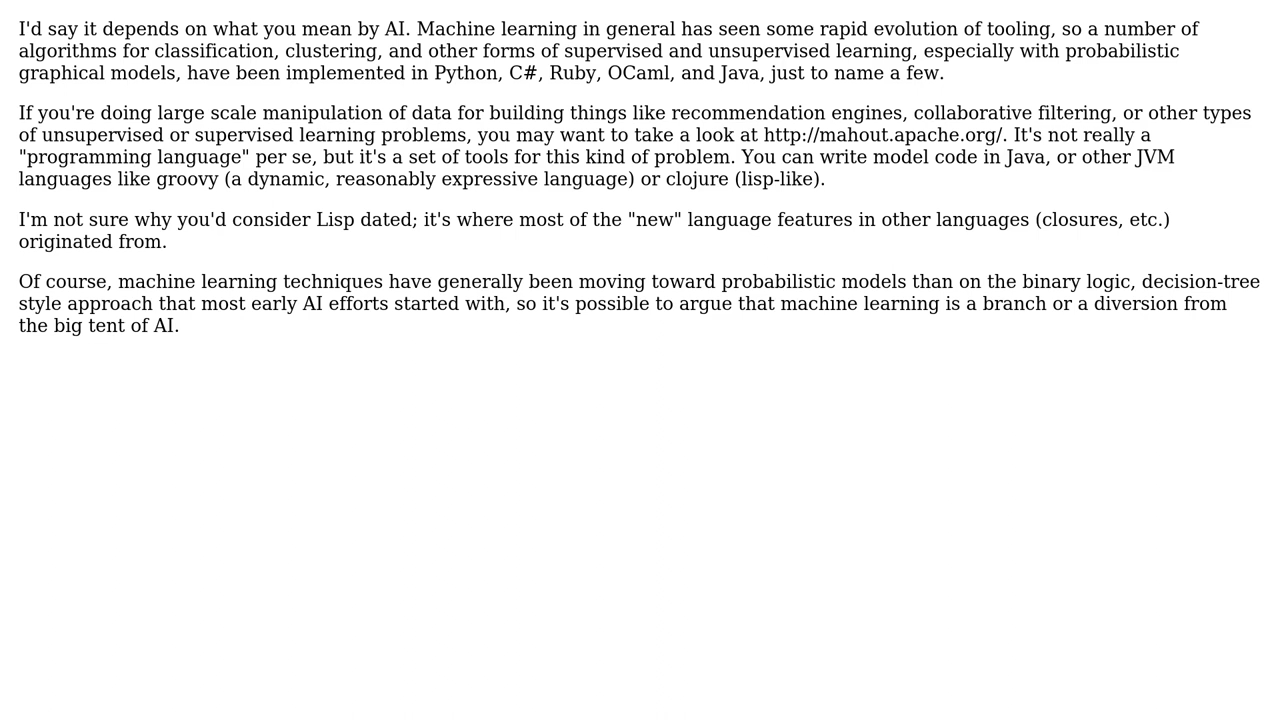 I'd say it depends on what you mean by AI. Machine learning in general has seen some rapid evolution of tooling, so a number of
algorithms for classification, clustering, and other forms of supervised and unsupervised learning, especially with probabilistic
graphical models, have been implemented in Python, C#, Ruby, OCaml, and Java, just to name a few.
If you're doing large scale manipulation of data for building things like recommendation engines, collaborative filtering, or other types
of unsupervised or supervised learning problems, you may want to take a look at http://mahout.apache.org/. It's not really a
"programming language" per se, but it's a set of tools for this kind of problem. You can write model code in Java, or other JVM
languages like groovy (a dynamic, reasonably expressive language) or clojure (lisp-like).
I'm not sure why you'd consider Lisp dated; it's where most of the "new" language features in other languages (closures, etc.)
originated from.
Of course, machine learning techniques have generally been moving toward probabilistic models than on the binary logic, decision-tree
style approach that most early AI efforts started with, so it's possible to argue that machine learning is a branch or a diversion from
the big tent of AI.